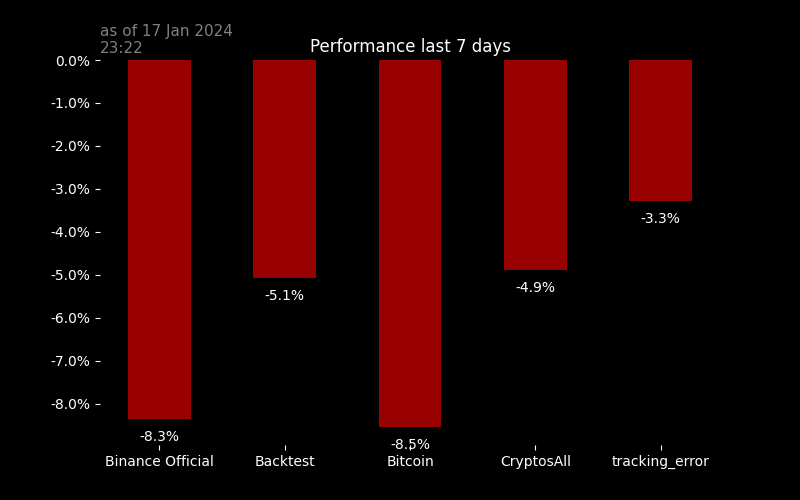 as of 17 Jan 2024
23:22
Performance last 7 days
0.0%
-1.0%
-2.0%
-3.0%
-4.0%
-5.0%
-6.0%
-7.0%
-8.0%
-8.3%
-5.1%
-8.5%
-4.9%
-3.3%
Binance Official
Backtest
Bitcoin
CryptosAll
tracking_error